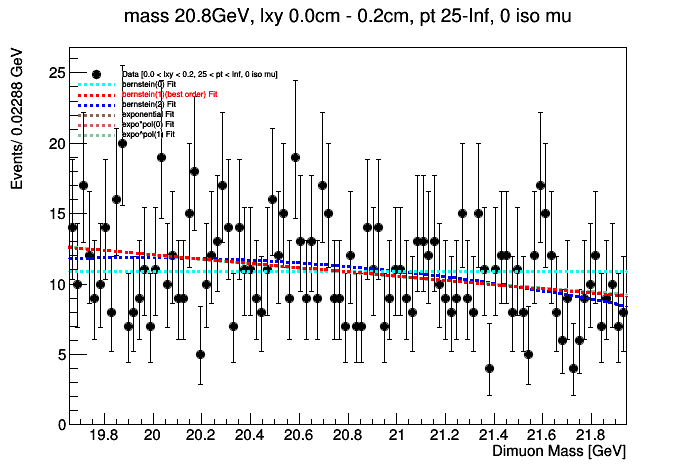 mass 20.8GeV, lxy 0.0cm - 0.2cm, pt 25-Inf, 0 iso mu
Events/ 0.02288 GeV
25
20
15
10
5
0
Data [0.0 < lxy < 0.2, 25 < pt < Inf, 0 iso mu]
bernstein(0) Fit
bernstein(1)(best order) Fit
bernstein(2) Fit
exponential Fit
expo*pol(0) Fit
expo*pol(1) Fit
19.8 20 20.2 20.4 20.6 20.8 21 21.2 21.4 21.6 21.8
Dimuon Mass [GeV]